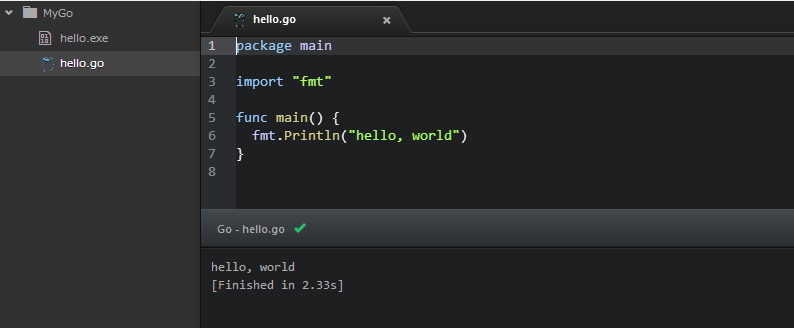 MyGo
hello.exe
hello.go
hello.go
1 package main
2
3 import "fmt"
4
5 func main() {
6   fmt.Println("hello, world")
7 }
8
Go - hello.go
hello, world
[Finished in 2.33s]